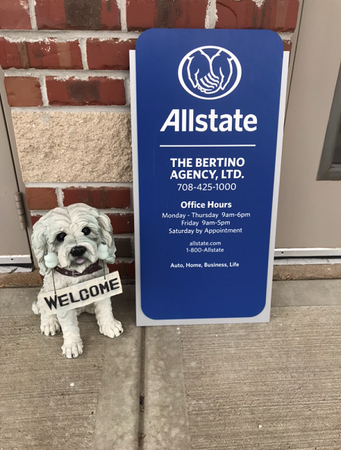 Allstate
THE BERTINO
AGENCY, LTD.
708-425-1000
Office Hours
Monday - Thursday 9am-6pm
Friday 9am-5pm
Saturday by Appointment
allstate.com
1-800-Allstate
Auto, Home, Business, Life
WELCOME